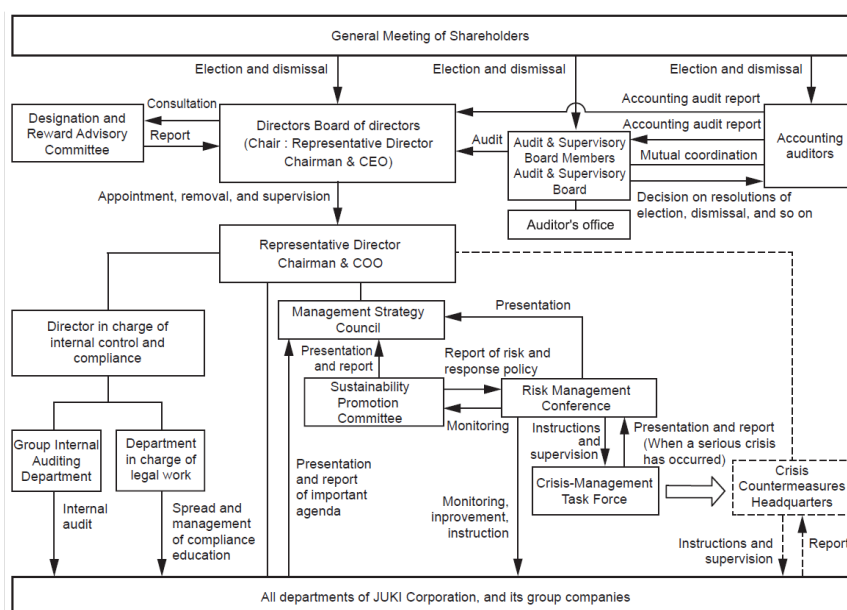 General Meeting of Shareholders
Election and dismissal
Election and dismissal
Election and dismissal
Designation and
Reward Advisory
Committee
Consultation
Report
Directors Board of directors
(Chair : Representative Director
Chairman & CEO)
Audit
Audit & Supervisory
Board Members
Audit & Supervisory
Board
Auditor's office
Accounting audit report
Accounting audit report
Mutual coordination
Decision on resolutions of
election, dismissal, and so on
Accounting
auditors
Appointment, removal, and supervision
Representative Director
Chairman & COO
Director in charge of
internal control and
compliance
Management Strategy
Council
Presentation
Presentation
and report
Report of risk and
response policy
Sustainability
Promotion
Committee
Monitoring
Risk Management
Conference
Group Internal
Auditing
Department
Department
in charge of
legal work
Instructions
and
supervision
Presentation and report
(When a serious crisis
has occurred)
Crisis-Management
Task Force
Crisis
Countermeasures
Headquarters
Internal
audit
Spread and
management
of compliance
education
Presentation
and report
of important
agenda
Monitoring,
inprovement,
instruction
Instructions and
supervision
Report
All departments of JUKI Corporation, and its group companies